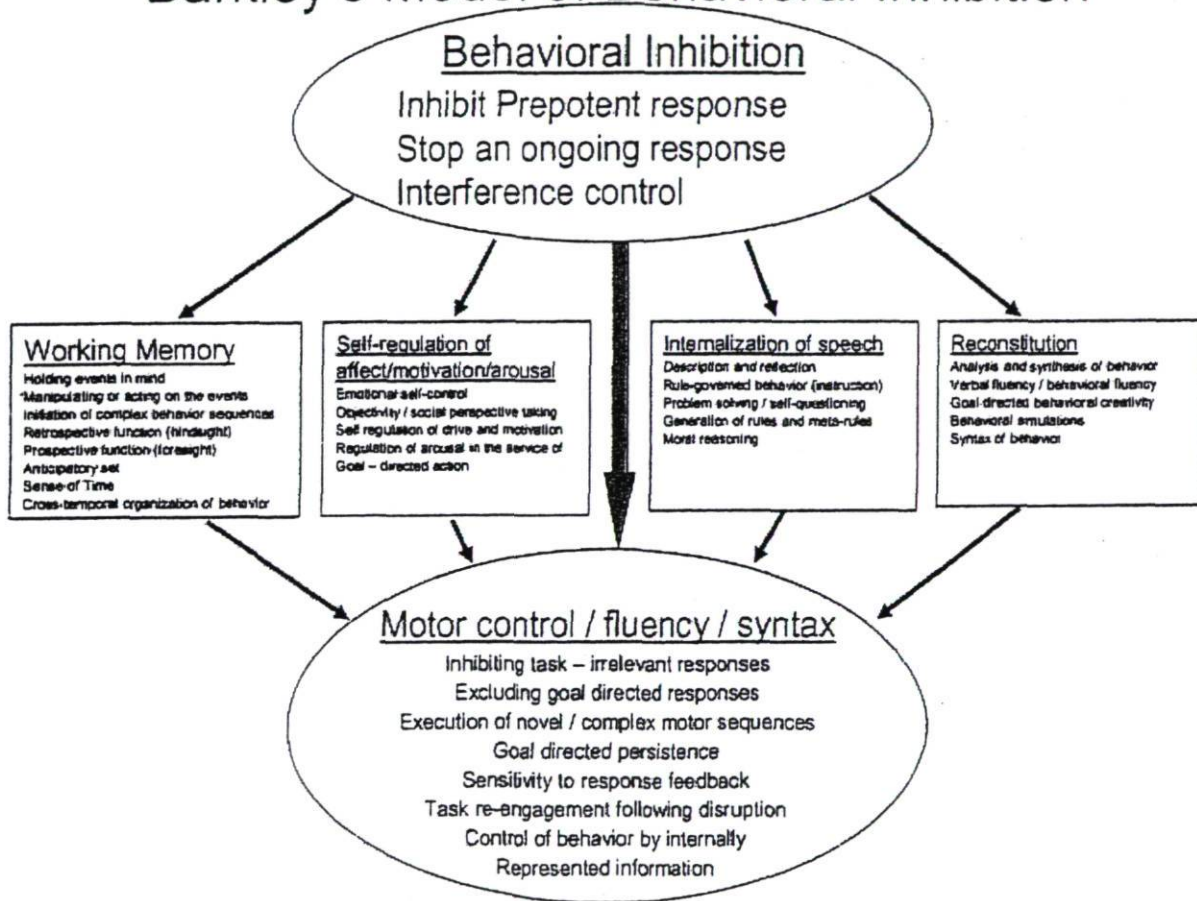 Barkley's Model of Behavioral Inhibition
Behavioral Inhibition
Inhibit Prepotent response
Stop an ongoing response
Interference control
Working Memory
Holding events in mind
Manipulating or acting on the events
Initiation of complex behavior sequences
Retrospective function (hindsight)
Prospective function (foresight)
Anticipatory set
Sense of Time
Cross-temporal organization of behavior
Self-regulation of
affect/motivation/arousal
Emotional self-control
Objectivity / social perspective taking
Self regulation of drive and motivation
Regulation of arousal in the service of
Goal – directed action
Internalization of speech
Description and reflection
Rule-governed behavior (instruction)
Problem solving / self-questioning
Generation of rules and meta-rules
Moral reasoning
Reconstitution
Analysis and synthesis of behavior
Verbal fluency / behavioral fluency
Goal directed behavioral creativity
Behavioral simulations
Syntax of behavior
Motor control / fluency / syntax
Inhibiting task – irrelevant responses
Excluding goal directed responses
Execution of novel / complex motor sequences
Goal directed persistence
Sensitivity to response feedback
Task re-engagement following disruption
Control of behavior by internally
Represented information